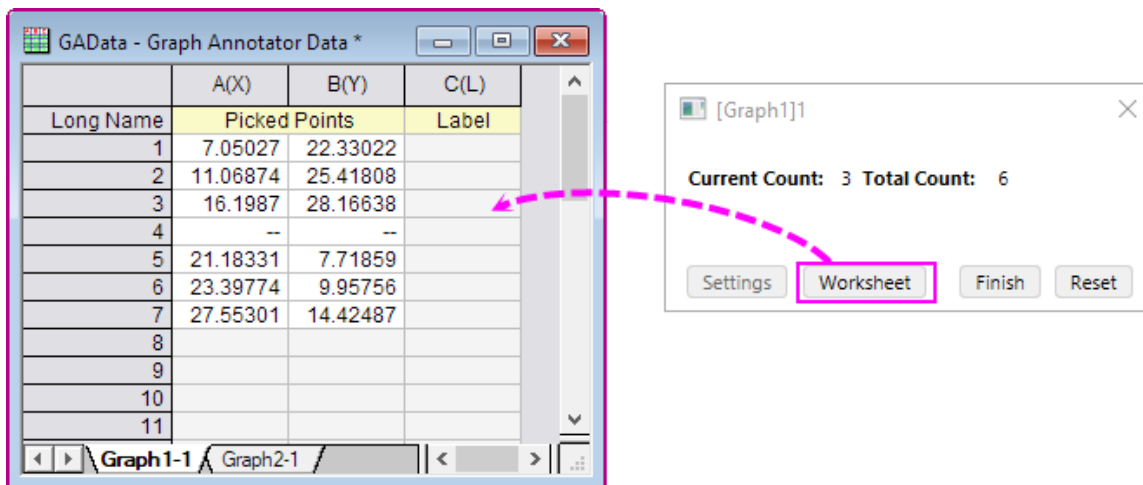 GAData - Graph Annotator Data *
A(X) B(Y) C(L)
Long Name Picked Points Label
1 7.05027 22.33022
2 11.06874 25.41808
3 16.1987 28.16638
4 -- --
5 21.18331 7.71859
6 23.39774 9.95756
7 27.55301 14.42487
8
9
10
11
Graph1-1 Graph2-1
[Graph1]1
Current Count: 3 Total Count: 6
Settings Worksheet Finish Reset